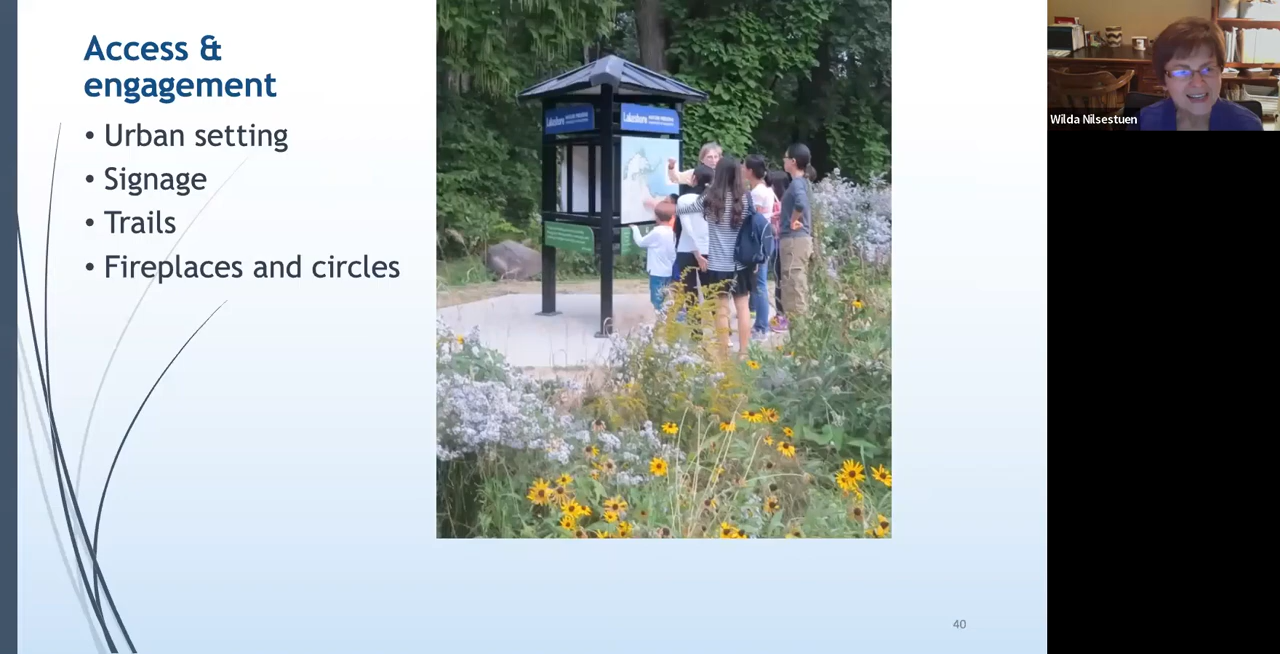 Access &
engagement
• Urban setting
• Signage
• Trails
• Fireplaces and circles
Lakeshore
Lakeshore
Wilda Nilsestuen
40